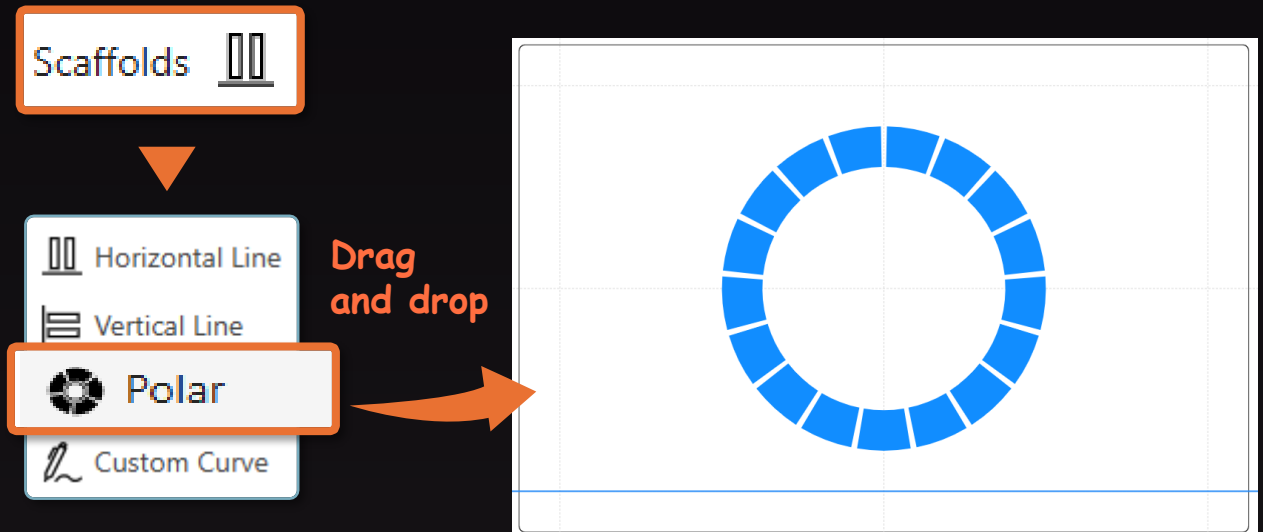 Scaffolds
Horizontal Line
Vertical Line
Polar
Custom Curve
Drag
and drop